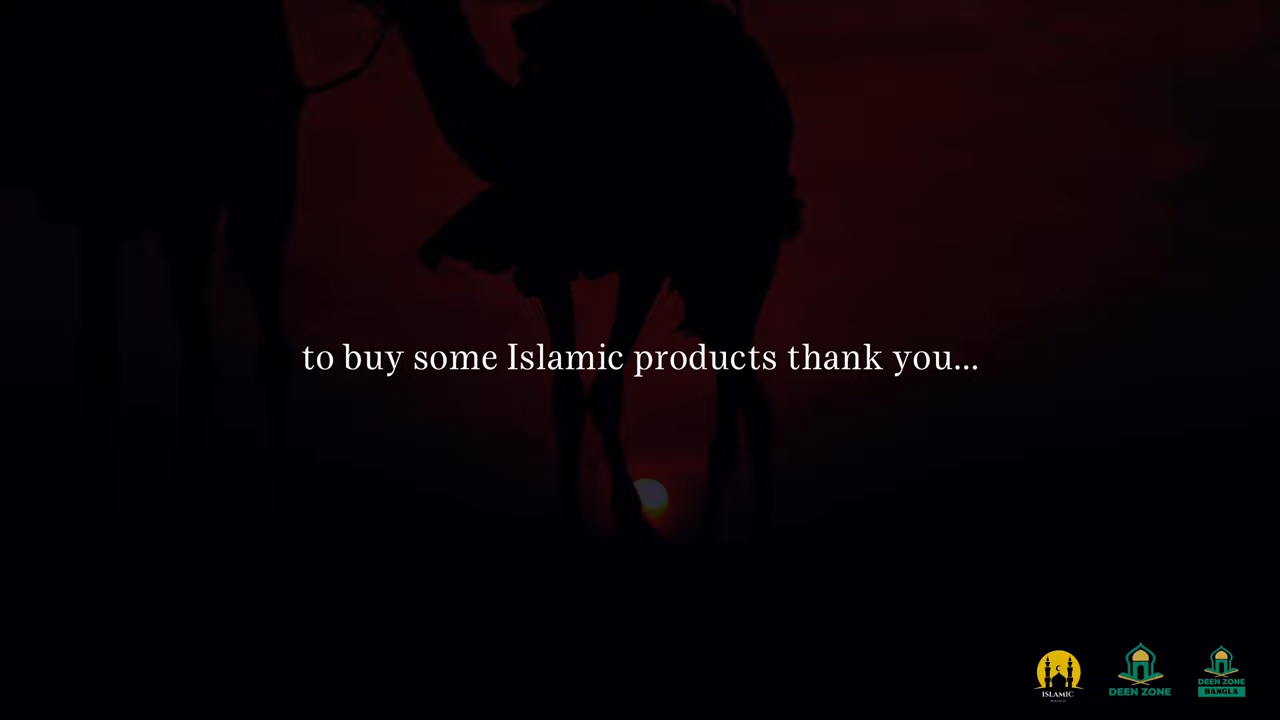 to buy some Islamic products thank you...
ISLAMIC
DEEN ZONE
DEEN ZONE
BANGLA